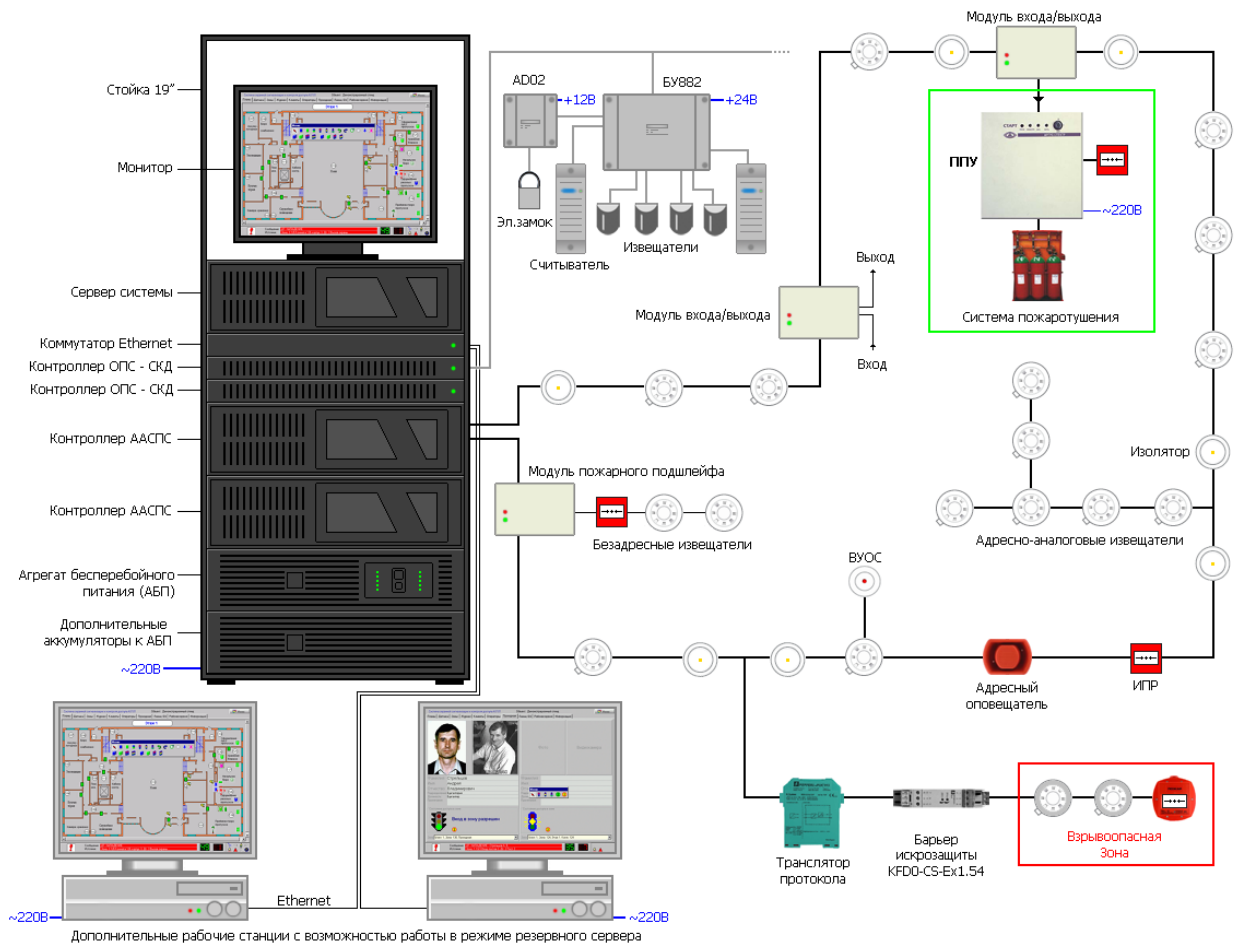 Модуль входа/выхода
Стойка 19"
AD02
БУ882
+12В
+24В
Монитор
СТАРТ
ППУ
~220В
Эл.замок
Извещатели
Считыватель
Выход
Сервер системы
Модуль входа/выхода
Система пожаротушения
Коммутатор Ethernet
Контроллер ОПС - СКД
Вход
Контроллер ОПС - СКД
Контроллер ААСПС
Изолятор
Модуль пожарного подшлейфа
Контроллер ААСПС
Безадресные извещатели
Адресно-аналоговые извещатели
ВУОС
Агрегат бесперебойного
питания (АБП)
Дополнительные
аккумуляторы к АБП
~220В
Адресный
оповещатель
ИПР
Вход в зону разрешен
Транслятор
протокола
Барьер
искрозащиты
KFD0-CS-Ex1.54
Взрывоопасная
Зона
Ethernet
~220В
~220В
Дополнительные рабочие станции с возможностью работы в режиме резервного сервера